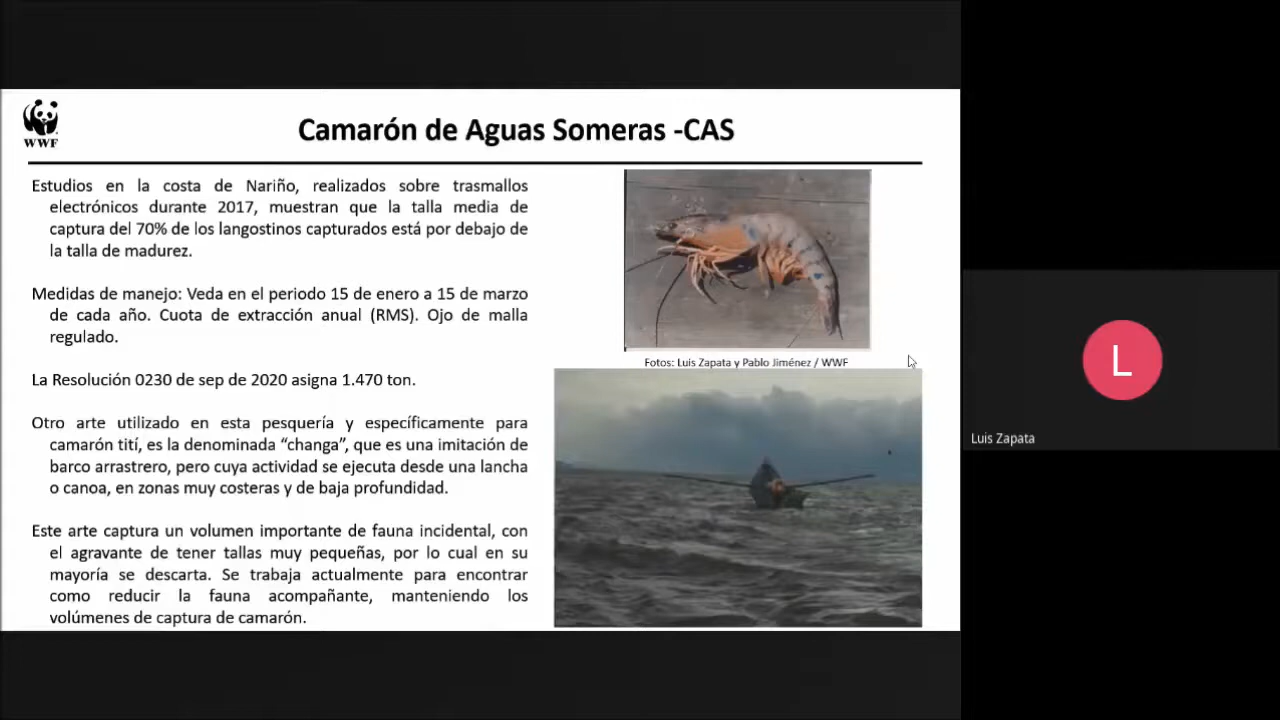 WWF
Camarón de Aguas Someras -CAS
Estudios en la costa de Nariño, realizados sobre trasmallos
electrónicos durante 2017, muestran que la talla media de
captura del 70% de los langostinos capturados está por debajo de
la talla de madurez.
Medidas de manejo: Veda en el periodo 15 de enero a 15 de marzo
de cada año. Cuota de extracción anual (RMS). Ojo de malla
regulado.
La Resolución 0230 de sep de 2020 asigna 1.470 ton.
Otro arte utilizado en esta pesquería y específicamente para
camarón tití, es la denominada “changa”, que es una imitación de
barco arrastrero, pero cuya actividad se ejecuta desde una lancha
o canoa, en zonas muy costeras y de baja profundidad.
Este arte captura un volumen importante de fauna incidental, con
el agravante de tener tallas muy pequeñas, por lo cual en su
mayoría se descarta. Se trabaja actualmente para encontrar
como reducir la fauna acompañante, manteniendo los
volúmenes de captura de camarón.
Fotos: Luis Zapata y Pablo Jiménez / WWF
L
Luis Zapata